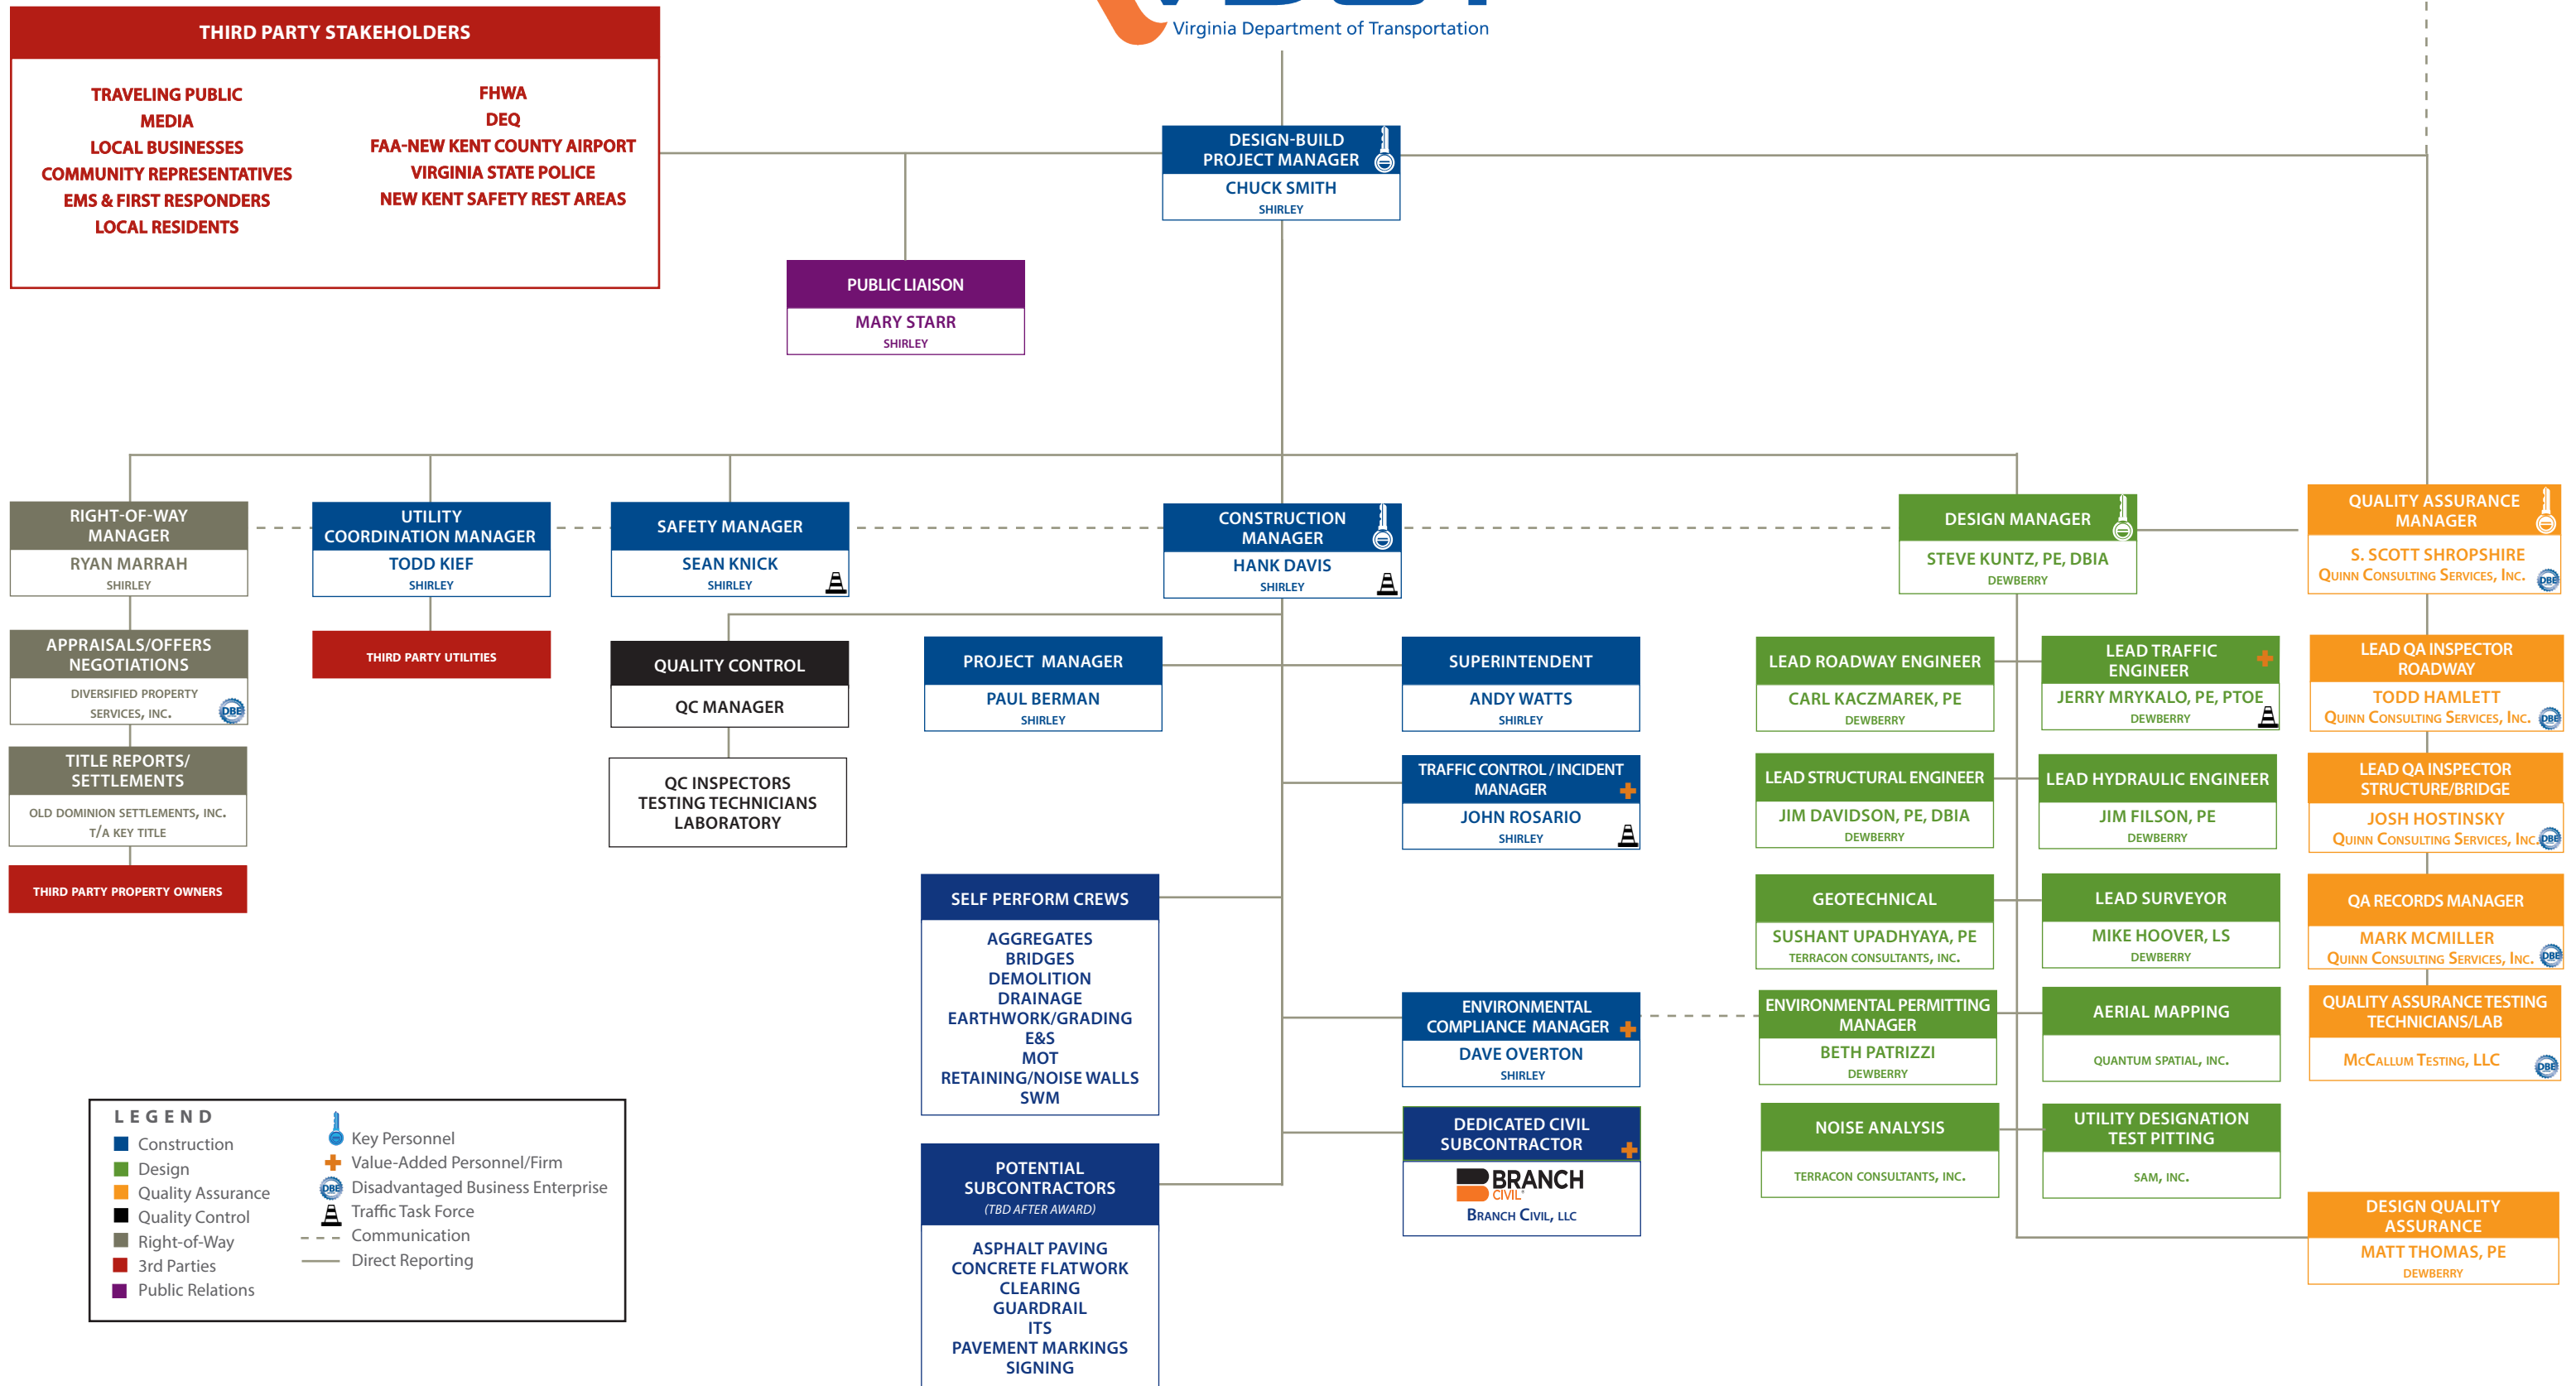 THIRD PARTY STAKEHOLDERS
TRAVELING PUBLIC
MEDIA
LOCAL BUSINESSES
COMMUNITY REPRESENTATIVES
EMS & FIRST RESPONDERS
LOCAL RESIDENTS
FHWA
DEQ
FAA-NEW KENT COUNTY AIRPORT
VIRGINIA STATE POLICE
NEW KENT SAFETY REST AREAS
Virginia Department of Transportation
DESIGN-BUILD
PROJECT MANAGER
CHUCK SMITH
SHIRLEY
PUBLIC LIAISON
MARY STARR
SHIRLEY
RIGHT-OF-WAY
MANAGER
RYAN MARRAH
SHIRLEY
APPRAISALS/OFFERS
NEGOTIATIONS
DIVERSIFIED PROPERTY
SERVICES, INC.
DBE
TITLE REPORTS/
SETTLEMENTS
OLD DOMINION SETTLEMENTS, INC.
T/A KEY TITLE
THIRD PARTY PROPERTY OWNERS
UTILITY
COORDINATION MANAGER
TODD KIEF
SHIRLEY
THIRD PARTY UTILITIES
SAFETY MANAGER
SEAN KNICK
SHIRLEY
QUALITY CONTROL
QC MANAGER
QC INSPECTORS
TESTING TECHNICIANS
LABORATORY
CONSTRUCTION
MANAGER
HANK DAVIS
SHIRLEY
PROJECT MANAGER
PAUL BERMAN
SHIRLEY
SUPERINTENDENT
ANDY WATTS
SHIRLEY
TRAFFIC CONTROL / INCIDENT
MANAGER
JOHN ROSARIO
SHIRLEY
SELF PERFORM CREWS
AGGREGATES
BRIDGES
DEMOLITION
DRAINAGE
EARTHWORK/GRADING
E&S
MOT
RETAINING/NOISE WALLS
SWM
ENVIRONMENTAL
COMPLIANCE MANAGER
DAVE OVERTON
SHIRLEY
POTENTIAL
SUBCONTRACTORS
(TBD AFTER AWARD)
ASPHALT PAVING
CONCRETE FLATWORK
CLEARING
GUARDRAIL
ITS
PAVEMENT MARKINGS
SIGNING
DEDICATED CIVIL
SUBCONTRACTOR
BRANCH
CIVIL
BRANCH CIVIL, LLC
DESIGN MANAGER
STEVE KUNTZ, PE, DBIA
DEWBERRY
LEAD ROADWAY ENGINEER
CARL KACZMAREK, PE
DEWBERRY
LEAD TRAFFIC
ENGINEER
JERRY MRYKALO, PE, PTOE
DEWBERRY
LEAD STRUCTURAL ENGINEER
JIM DAVIDSON, PE, DBIA
DEWBERRY
LEAD HYDRAULIC ENGINEER
JIM FILSON, PE
DEWBERRY
GEOTECHNICAL
SUSHANT UPADHYAYA, PE
TERRACON CONSULTANTS, INC.
LEAD SURVEYOR
MIKE HOOVER, LS
DEWBERRY
ENVIRONMENTAL PERMITTING
MANAGER
BETH PATRIZZI
DEWBERRY
AERIAL MAPPING
QUANTUM SPATIAL, INC.
NOISE ANALYSIS
TERRACON CONSULTANTS, INC.
UTILITY DESIGNATION
TEST PITTING
SAM, INC.
QUALITY ASSURANCE
MANAGER
S. SCOTT SHROPSHIRE
QUINN CONSULTING SERVICES, INC.
DBE
LEAD QA INSPECTOR
ROADWAY
TODD HAMLETT
QUINN CONSULTING SERVICES, INC.
DBE
LEAD QA INSPECTOR
STRUCTURE/BRIDGE
JOSH HOSTINSKY
QUINN CONSULTING SERVICES, INC.
DBE
QA RECORDS MANAGER
MARK MCMILLER
QUINN CONSULTING SERVICES, INC.
DBE
QUALITY ASSURANCE TESTING
TECHNICIANS/LAB
MCCALLUM TESTING, LLC
DBE
DESIGN QUALITY
ASSURANCE
MATT THOMAS, PE
DEWBERRY
LEGEND
Construction
Design
Quality Assurance
Quality Control
Right-of-Way
3rd Parties
Public Relations
Key Personnel
Value-Added Personnel/Firm
DBE Disadvantaged Business Enterprise
Traffic Task Force
Communication
Direct Reporting